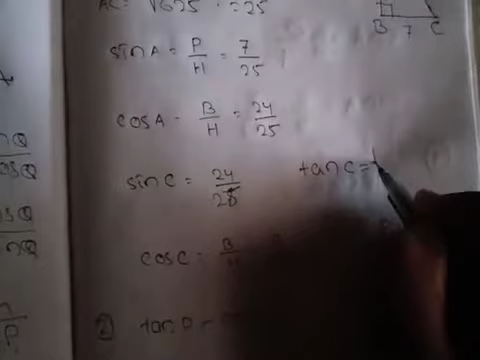 AC = √625 = 25
B 7 C
sin A = P/H = 7/25
cos A = B/H = 24/25
sin C = 24/25 tan C =
cos C = B/H
2) tan